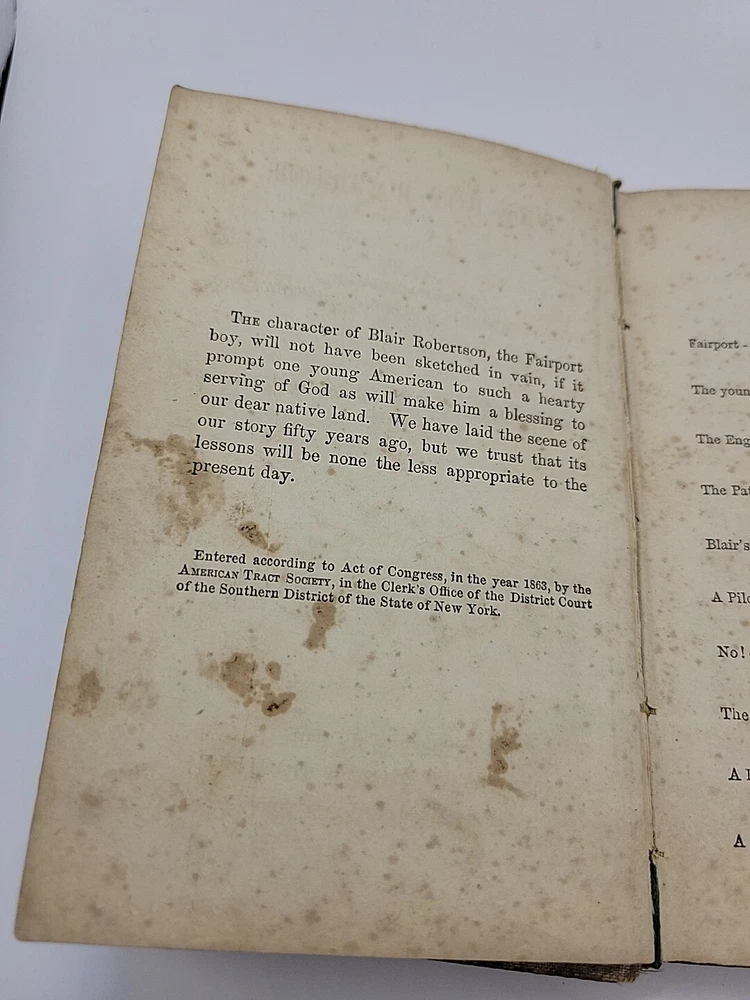 THE character of Blair Robertson, the Fairport
boy, will not have been sketched in vain, if it
prompt one young American to such a hearty
serving of God as will make him a blessing to
our dear native land. We have laid the scene of
our story fifty years ago, but we trust that its
lessons will be none the less appropriate to the
present day.
Entered according to Act of Congress, in the year 1863, by the
AMERICAN TRACT SOCIETY, in the Clerk's Office of the District Court
of the Southern District of the State of New York.
Fairport -
The youn
The Eng
The Pa
Blair's
A Pilo
No!
The
A
A